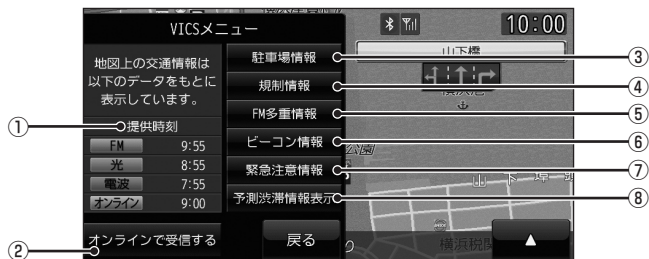 VICSメニュー
10:00
地図上の交通情報は
以下のデータをもとに
表示しています。
①
提供時刻
FM 9:55
光 8:55
電波 7:55
オンライン 9:00
②
オンラインで受信する
戻る
駐車場情報
③
規制情報
④
FM多重情報
⑤
ビーコン情報
⑥
緊急注意情報
⑦
予測渋滞情報表示
⑧
山下橋
公園
山 下 埠 頭
横浜税関
▲